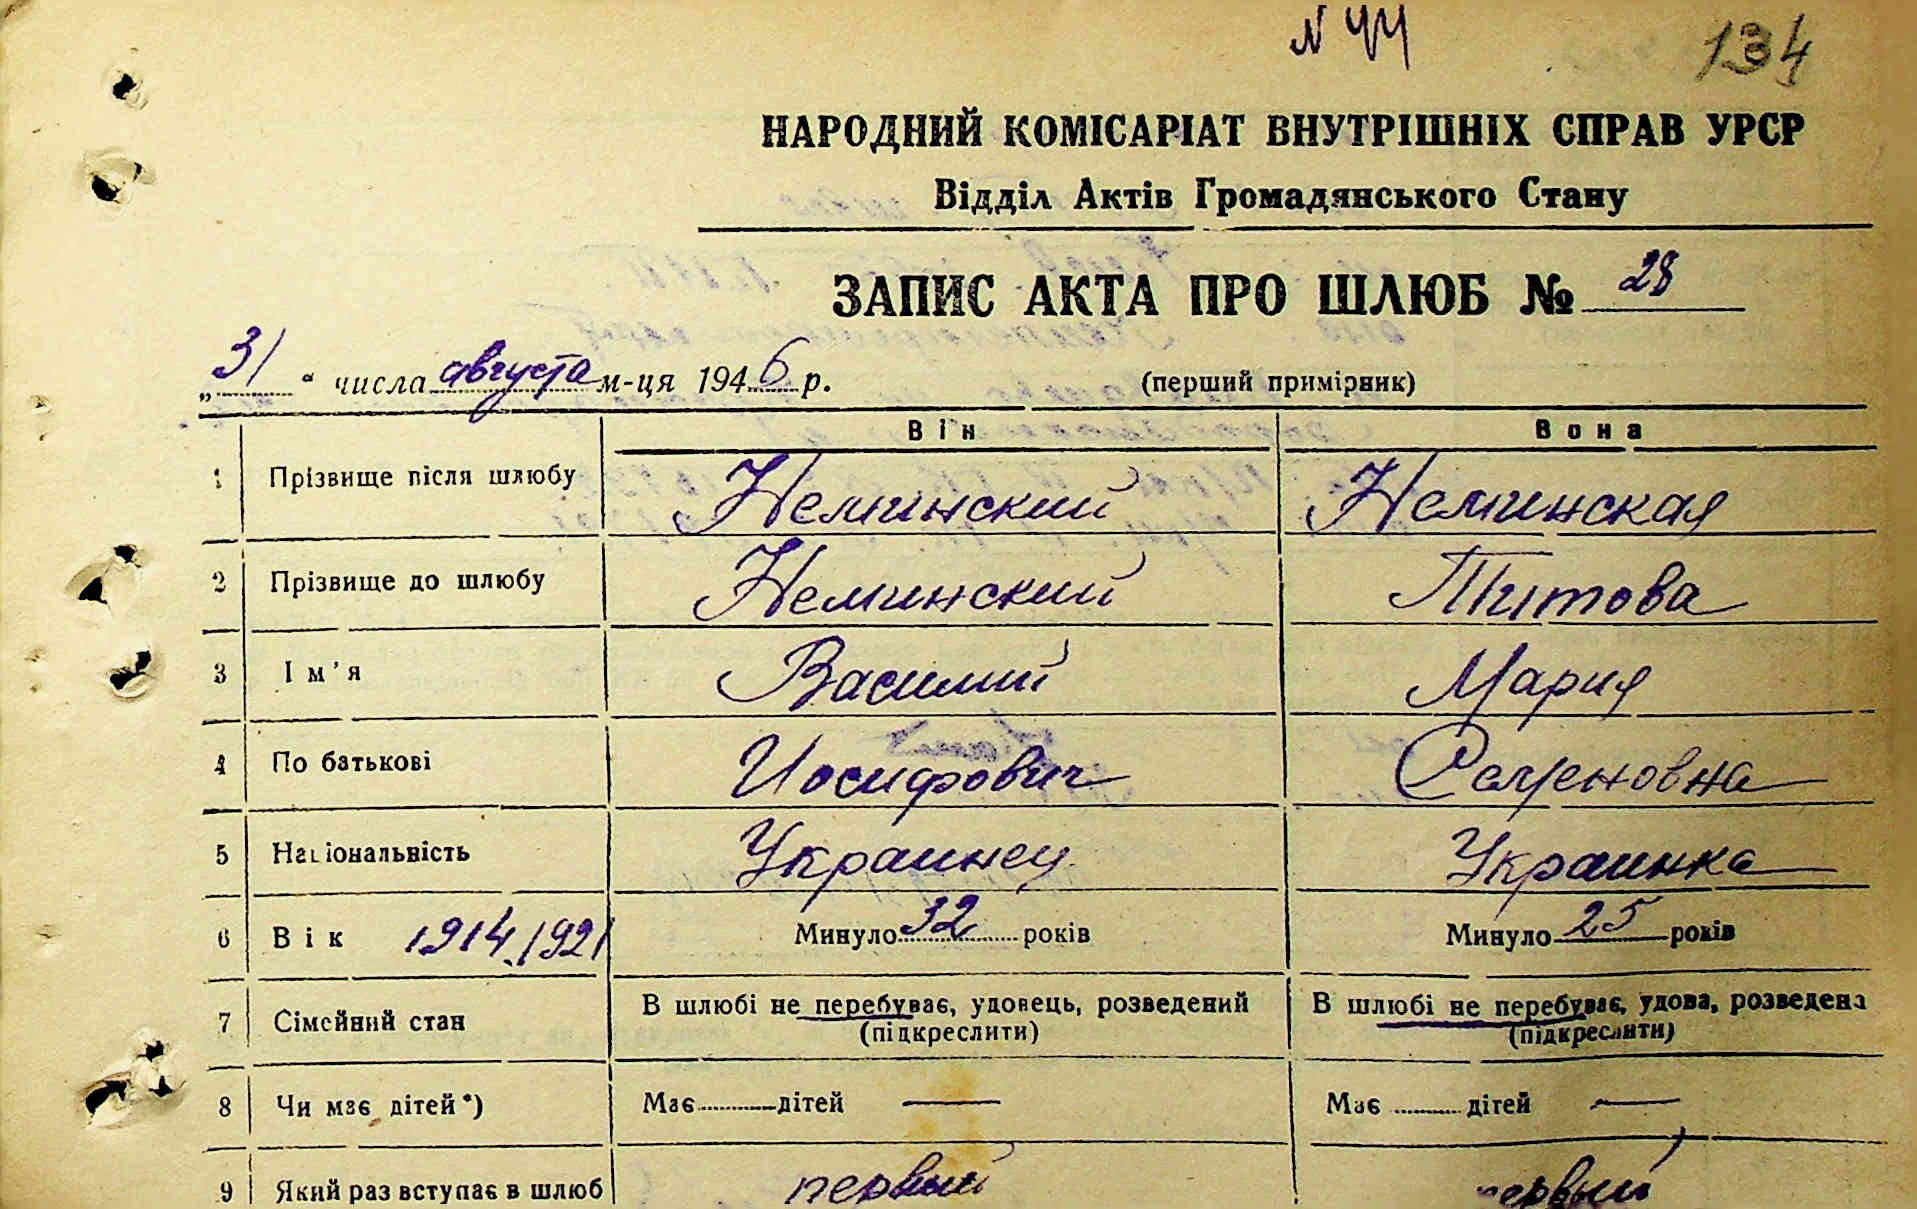 N 44
134
НАРОДНИЙ КОМІСАРІАТ ВНУТРІШНІХ СПРАВ УРСР
Відділ Актів Громадянського Стану
ЗАПИС АКТА ПРО ШЛЮБ № 28
„31“ числа августа м-ця 1946 р. (перший примірник)
Він Вона
1 Прізвище після шлюбу Неминский Неминская
2 Прізвище до шлюбу Неминский Титова
3 Ім'я Василий Мария
4 По батькові Иосифович Семеновна
5 Національність Украинец Украинка
6 Вік 1914, 1921 Минуло 32 років Минуло 25 років
7 Сімейний стан В шлюбі не перебуває, удовець, розведений (підкреслити) В шлюбі не перебуває, удова, розведена (підкреслити)
8 Чи має дітей*) Має дітей — Має дітей —
9 Який раз вступає в шлюб первый первый